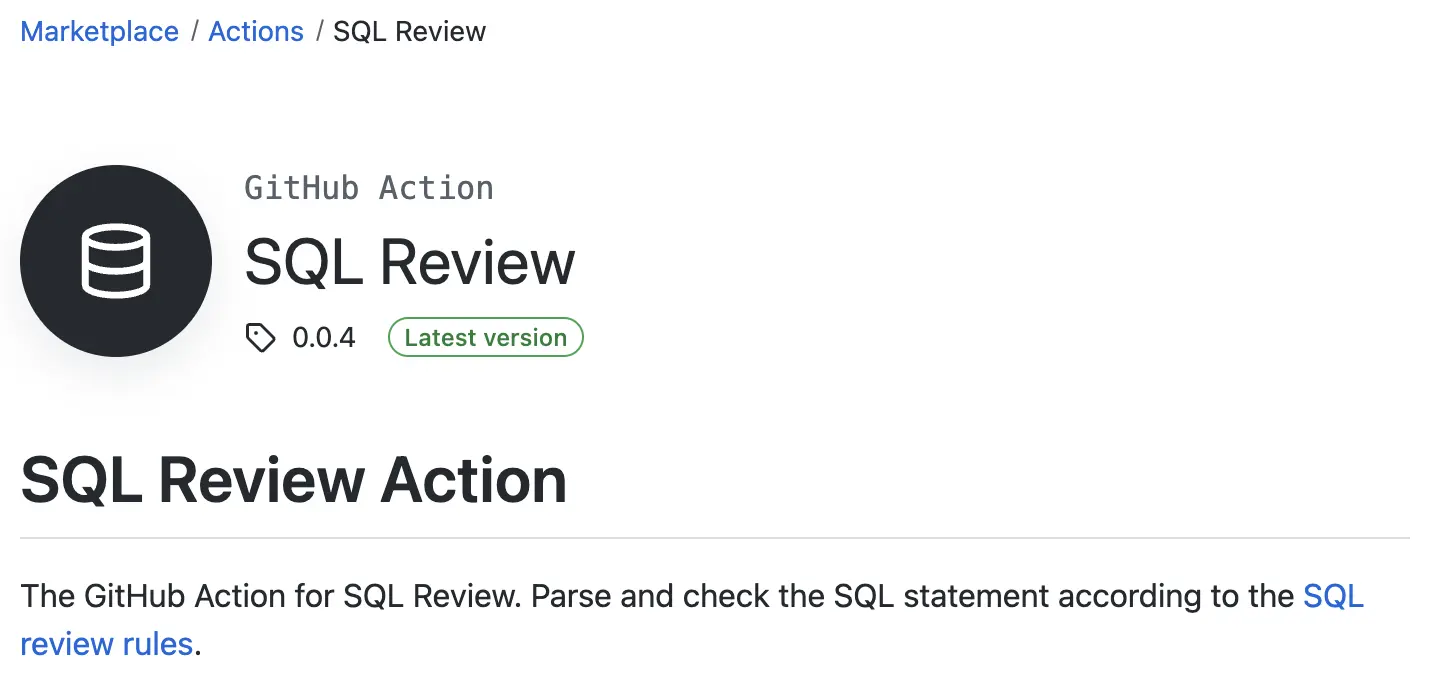 Marketplace / Actions / SQL Review
GitHub Action
SQL Review
0.0.4 Latest version
SQL Review Action
The GitHub Action for SQL Review. Parse and check the SQL statement according to the SQL
review rules.